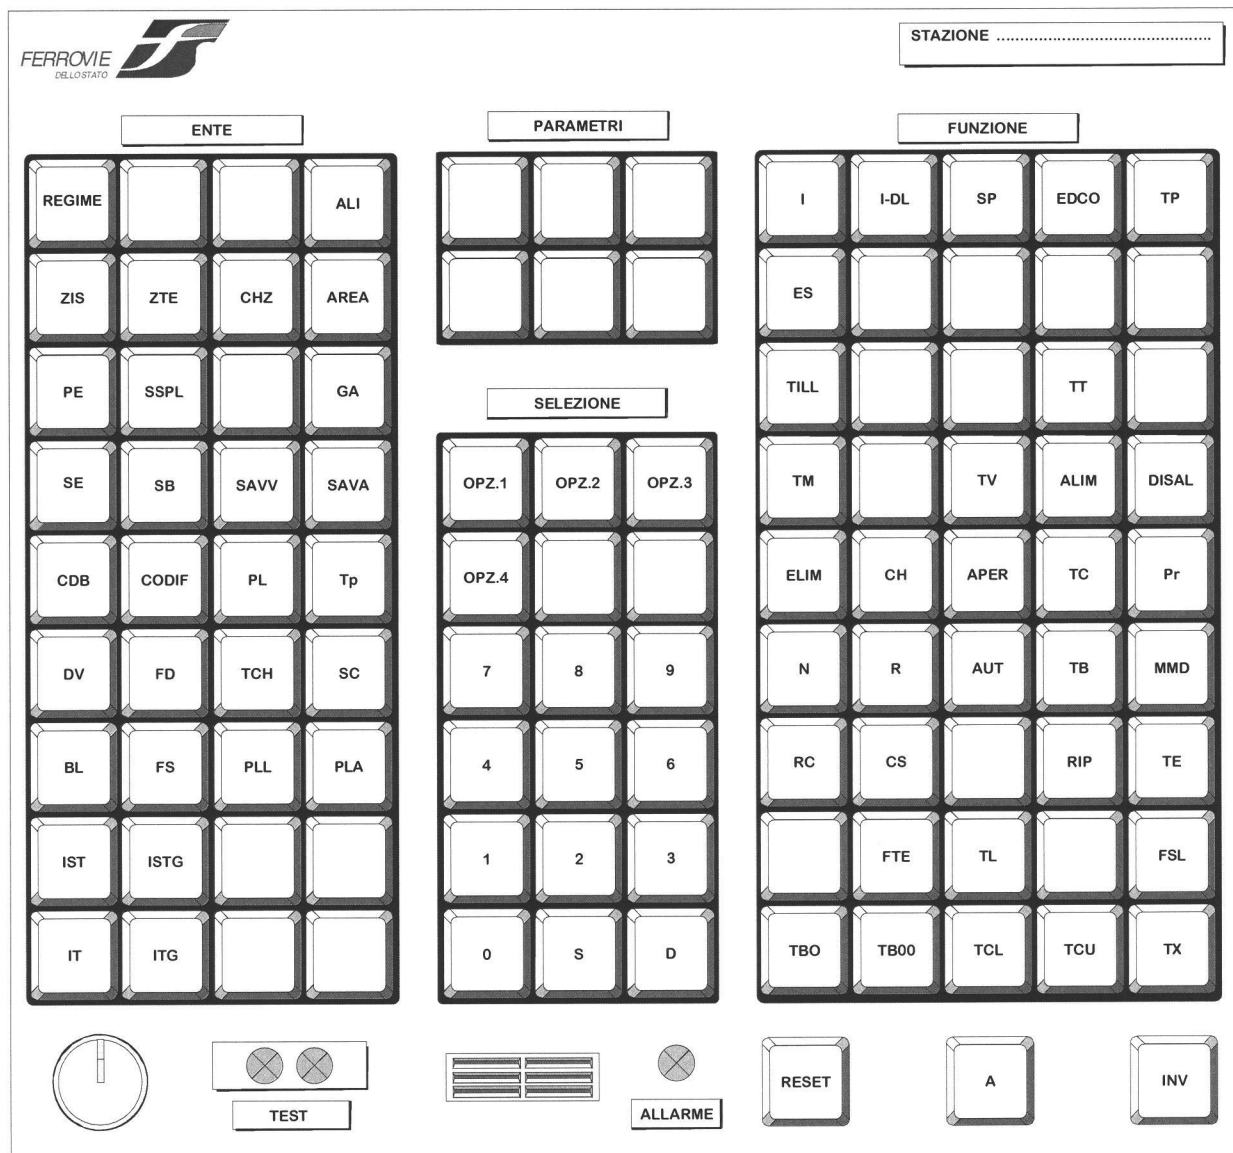 FERROVIE
DELLO STATO
STAZIONE ..............................................
ENTE
REGIME ALI
ZIS ZTE CHZ AREA
PE SSPL GA
SE SB SAVV SAVA
CDB CODIF PL Tp
DV FD TCH SC
BL FS PLL PLA
IST ISTG
IT ITG
TEST
PARAMETRI
SELEZIONE
OPZ.1 OPZ.2 OPZ.3
OPZ.4
7 8 9
4 5 6
1 2 3
0 S D
ALLARME
FUNZIONE
I I-DL SP EDCO TP
ES
TILL TT
TM TV ALIM DISAL
ELIM CH APER TC Pr
N R AUT TB MMD
RC CS RIP TE
FTE TL FSL
TBO TB00 TCL TCU TX
RESET A INV